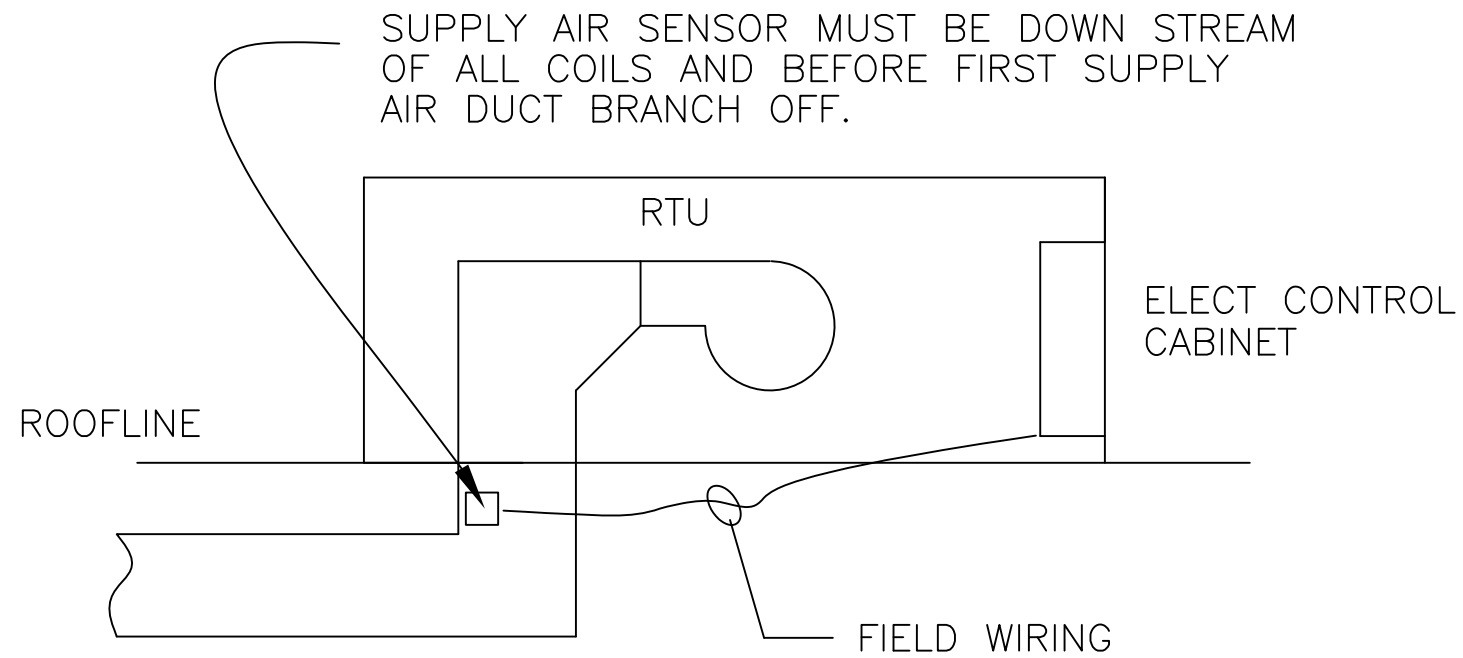 SUPPLY AIR SENSOR MUST BE DOWN STREAM
OF ALL COILS AND BEFORE FIRST SUPPLY
AIR DUCT BRANCH OFF.
RTU
ELECT CONTROL
CABINET
ROOFLINE
FIELD WIRING